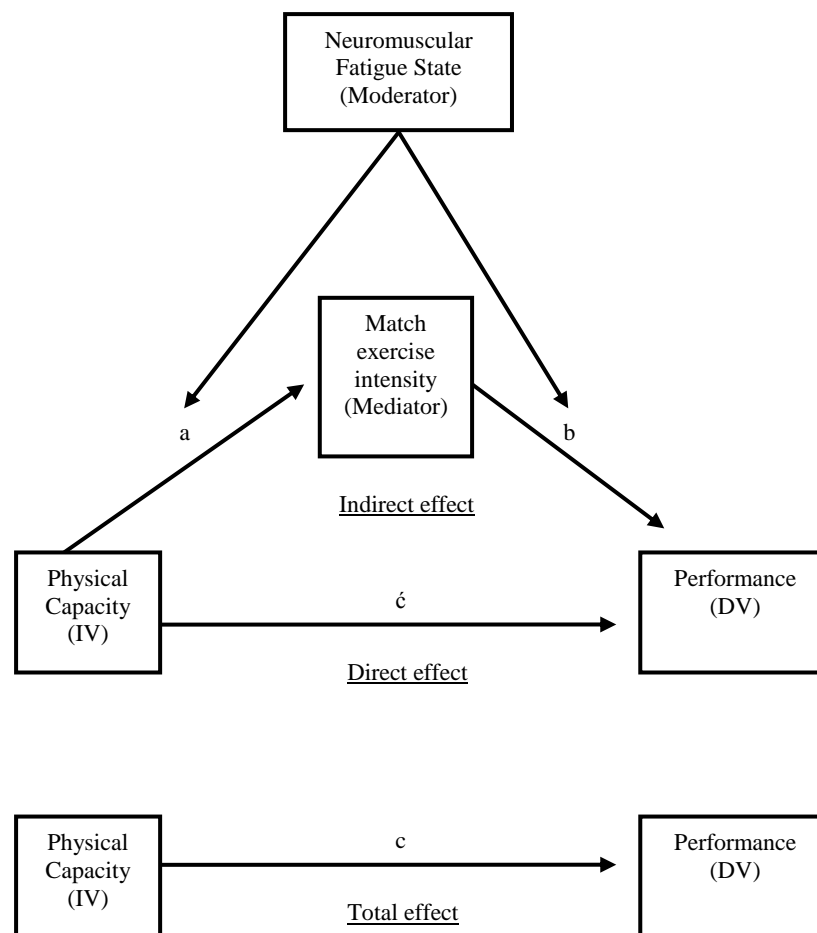 Neuromuscular
Fatigue State
(Moderator)
Match
exercise
intensity
(Mediator)
a
b
Indirect effect
Physical
Capacity
(IV)
ć
Performance
(DV)
Direct effect
Physical
Capacity
(IV)
c
Performance
(DV)
Total effect